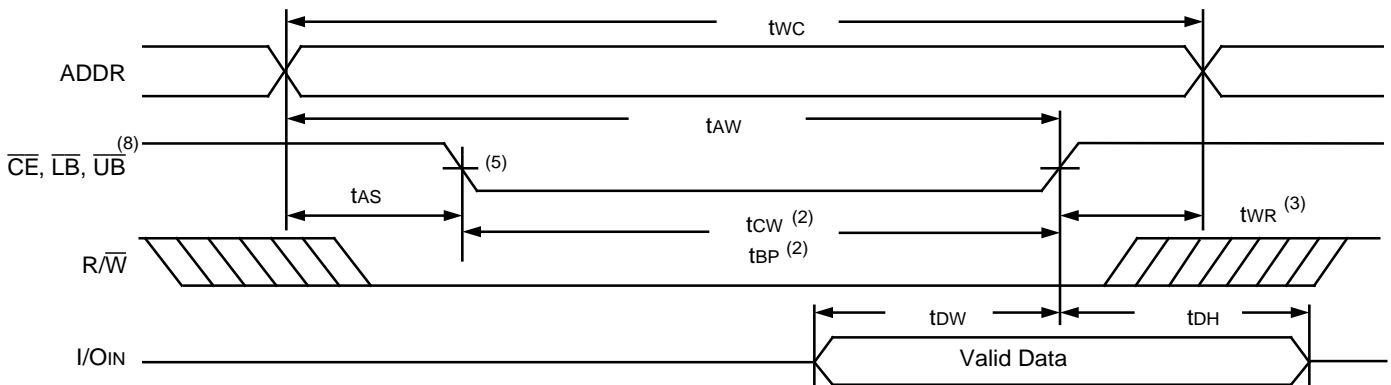 tWC
ADDR
tAW
CE, LB, UB (8)
(5)
tAS
tCW (2)
tWR (3)
tBP (2)
R/W
tDW
tDH
I/OIN
Valid Data